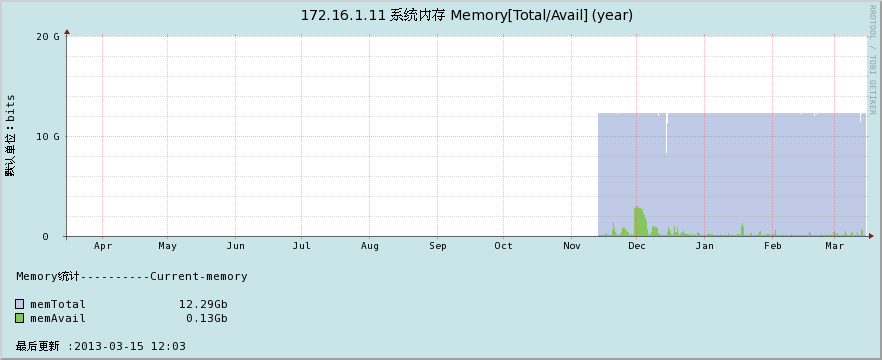 172.16.1.11 系统内存 Memory[Total/Avail] (year)
RRDTOOL / TOBI OETIKER
默认单位：bits
20 G
10 G
0
Apr May Jun Jul Aug Sep Oct Nov Dec Jan Feb Mar
Memory统计----------Current-memory
memTotal 12.29Gb
memAvail 0.13Gb
最后更新 :2013-03-15 12:03